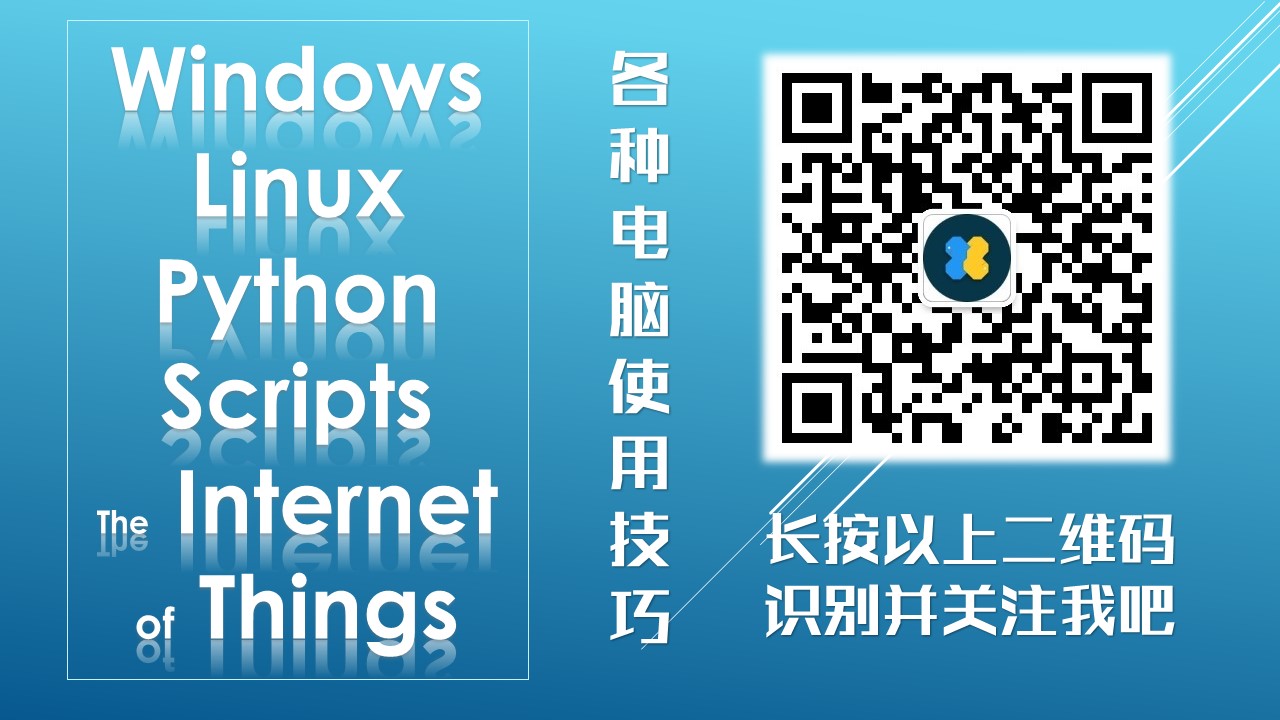 Windows
Linux
Python
Scripts
The Internet
of Things
各种电脑使用技巧
长按以上二维码
识别并关注我吧